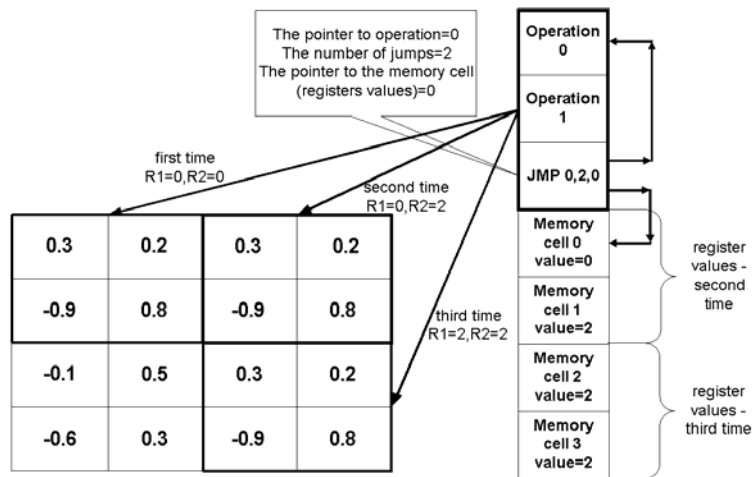 The pointer to operation=0
The number of jumps=2
The pointer to the memory cell
(registers values)=0
Operation
0
Operation
1
JMP 0,2,0
first time
R1=0,R2=0
second time
R1=0,R2=2
third time
R1=2,R2=2
0.3 0.2 0.3 0.2
-0.9 0.8 -0.9 0.8
-0.1 0.5 0.3 0.2
-0.6 0.3 -0.9 0.8
Memory
cell 0
value=0
Memory
cell 1
value=2
Memory
cell 2
value=2
Memory
cell 3
value=2
register
values -
second
time
register
values -
third time